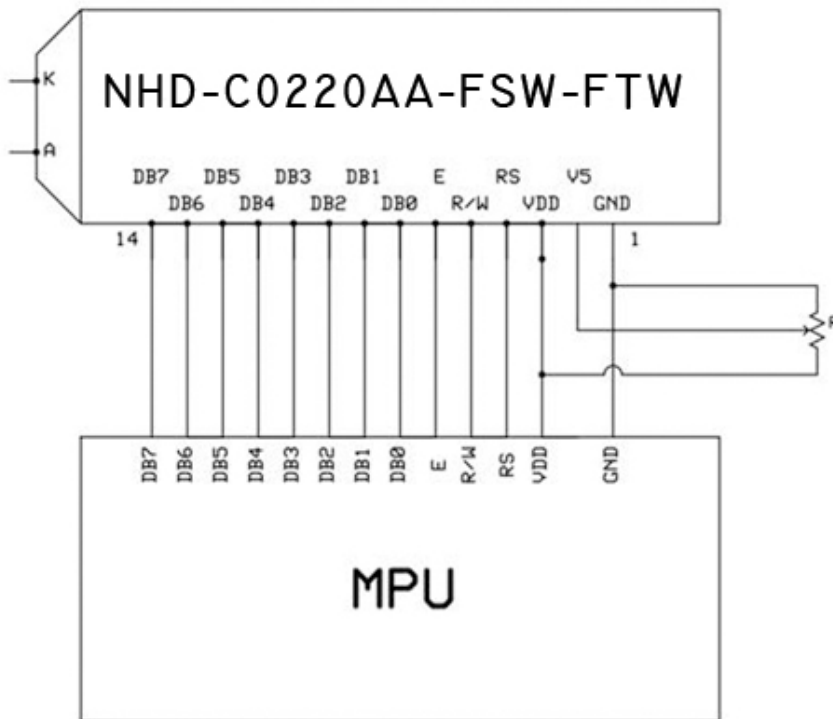 K
NHD-C0220AA-FSW-FTW
A
DB7 DB5 DB3 DB1 E RS V5
DB6 DB4 DB2 DB0 R/W VDD GND
14 1
R
DB7 DB6 DB5 DB4 DB3 DB2 DB1 DB0 E R/W RS VDD GND
MPU